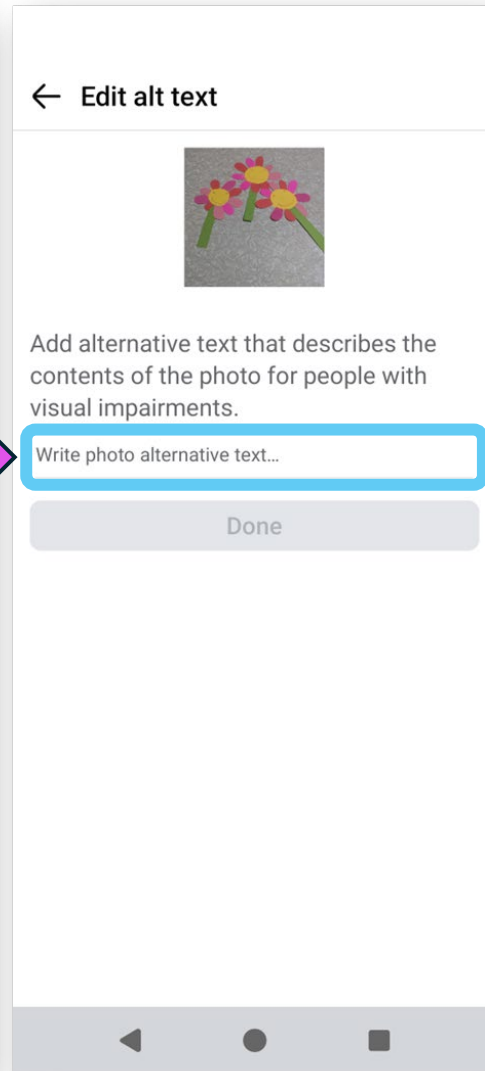 Edit alt text
Add alternative text that describes the
contents of the photo for people with
visual impairments.
Write photo alternative text...
Done